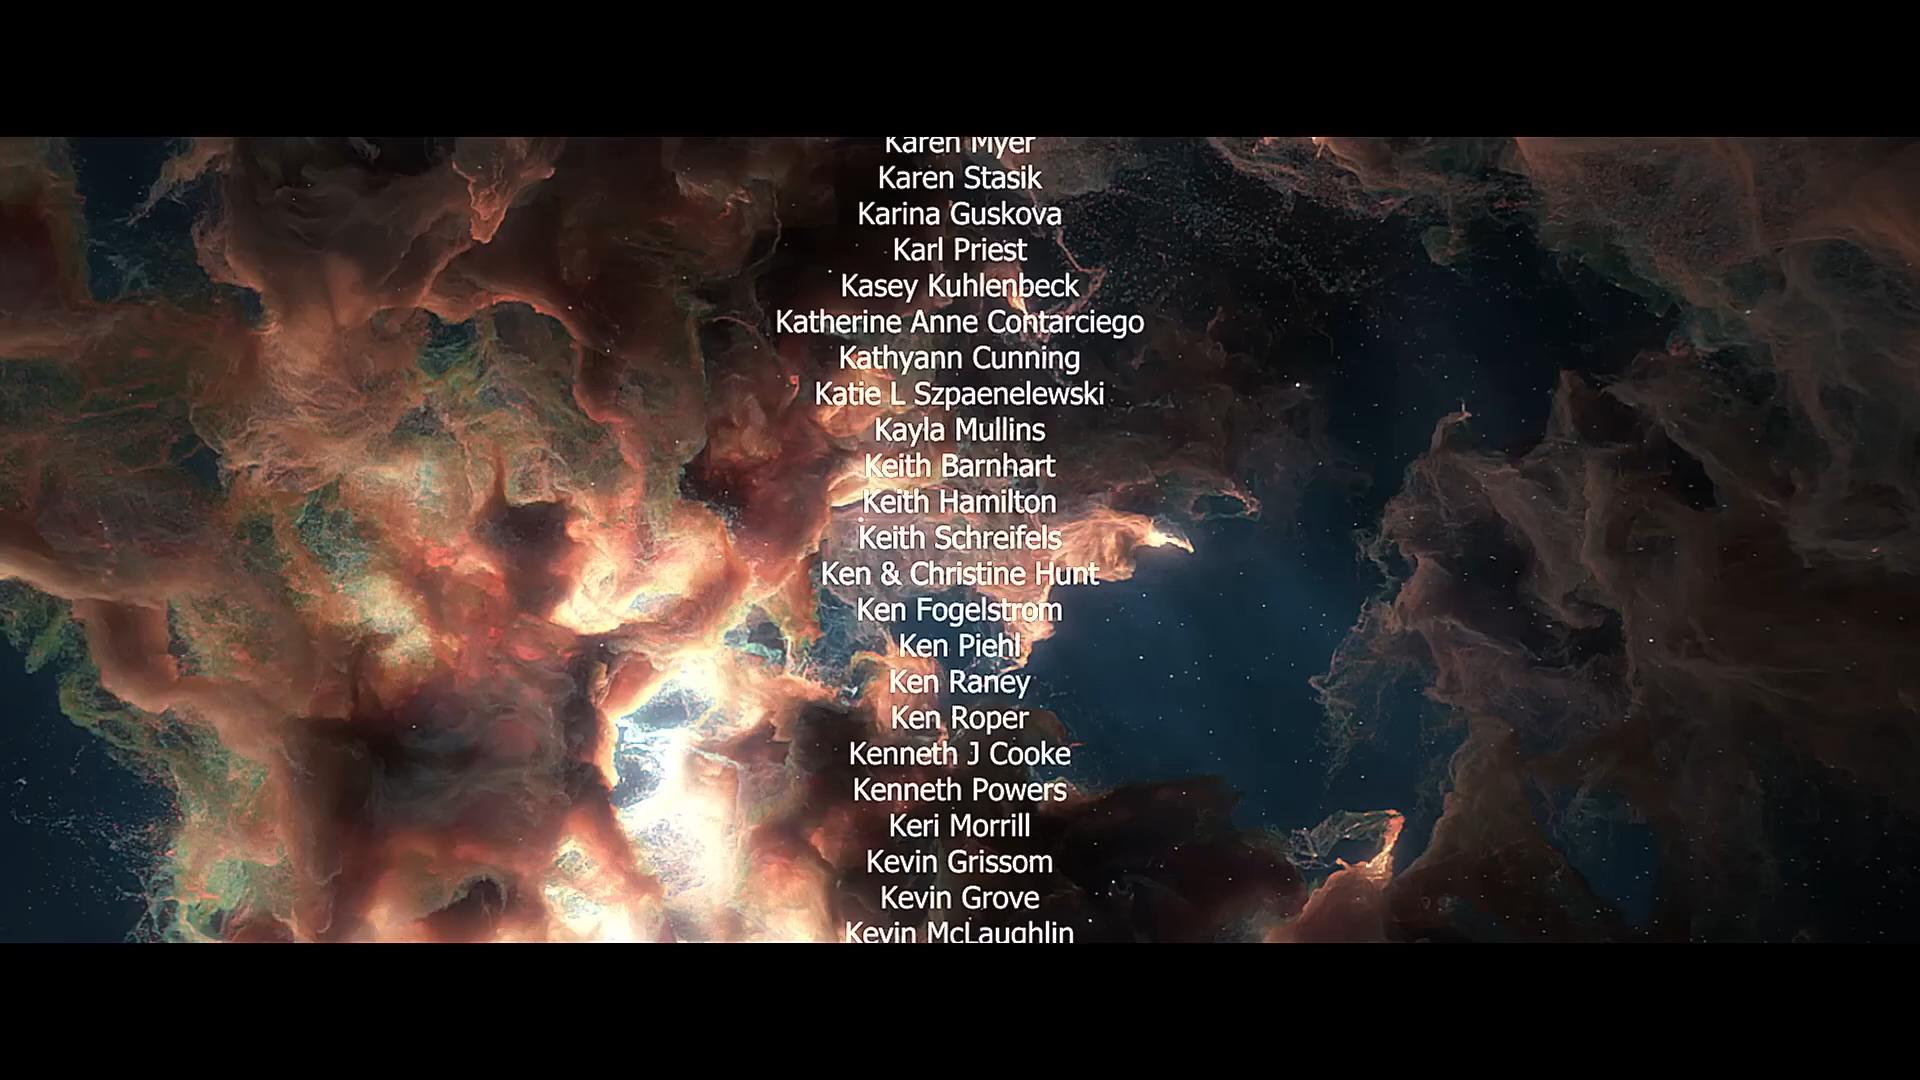 Karen Myer
Karen Stasik
Karina Guskova
Karl Priest
Kasey Kuhlenbeck
Katherine Anne Contarciego
Kathyann Cunning
Katie L Szpaenelewski
Kayla Mullins
Keith Barnhart
Keith Hamilton
Keith Schreifels
Ken & Christine Hunt
Ken Fogelstrom
Ken Piehl
Ken Raney
Ken Roper
Kenneth J Cooke
Kenneth Powers
Keri Morrill
Kevin Grissom
Kevin Grove
Kevin McLaughlin